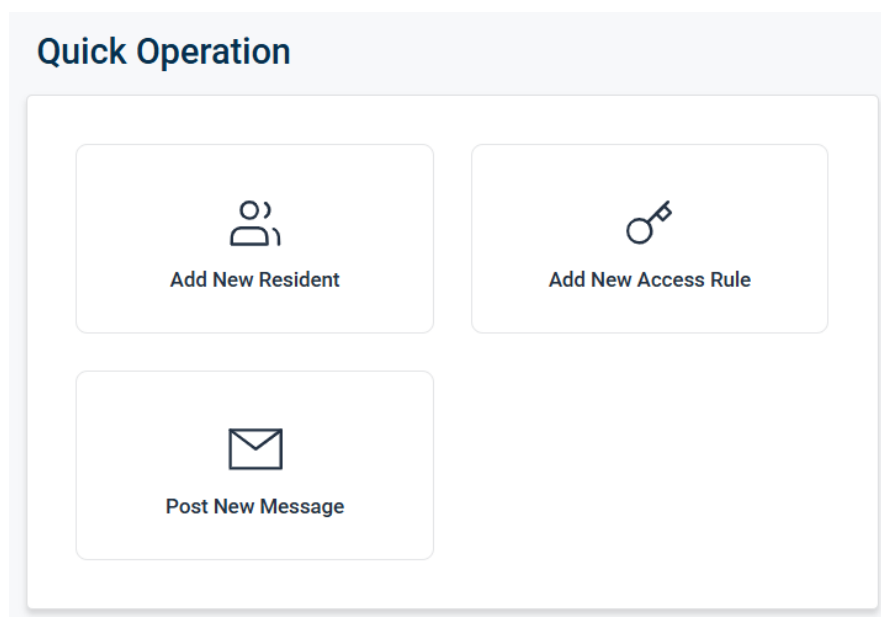 Quick Operation
Add New Resident
Add New Access Rule
Post New Message